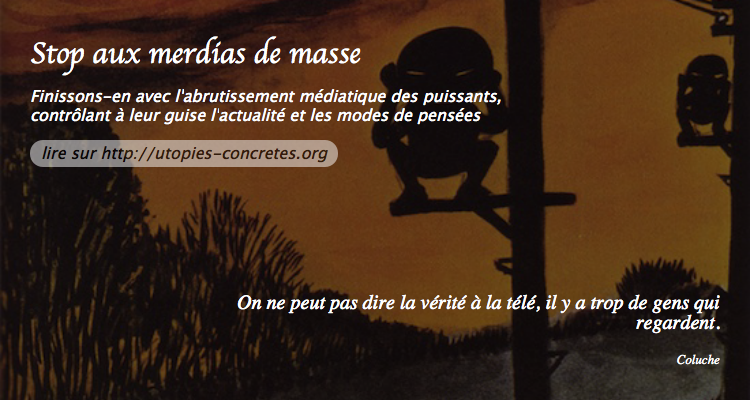 Stop aux merdias de masse
Finissons-en avec l'abrutissement médiatique des puissants,
contrôlant à leur guise l'actualité et les modes de pensées
lire sur http://utopies-concretes.org
On ne peut pas dire la vérité à la télé, il y a trop de gens qui
regardent.
Coluche